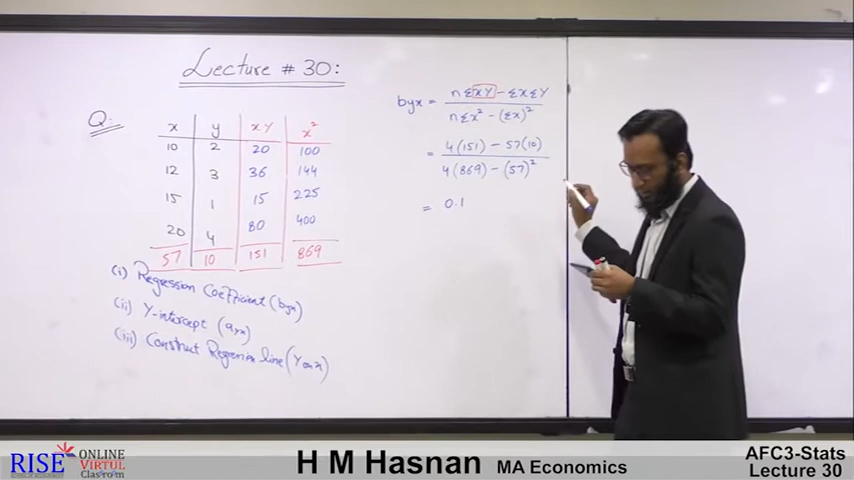 Lecture # 30:
Q:
x y xy x²
10 2 20 100
12 3 36 144
15 1 15 225
20 4 80 400
57 10 151 869
(i) Regression Coefficient (byx)
(ii) Y-intercept (ayx)
(iii) Construct Regression line (Y on x)
byx = nΣxy - ΣxΣy / nΣx² - (Σx)²
= 4(151) - 57(10) / 4(869) - (57)²
= 0.1
RISE ONLINE VIRTUL Classroom
H M Hasnan MA Economics
AFC3-Stats
Lecture 30